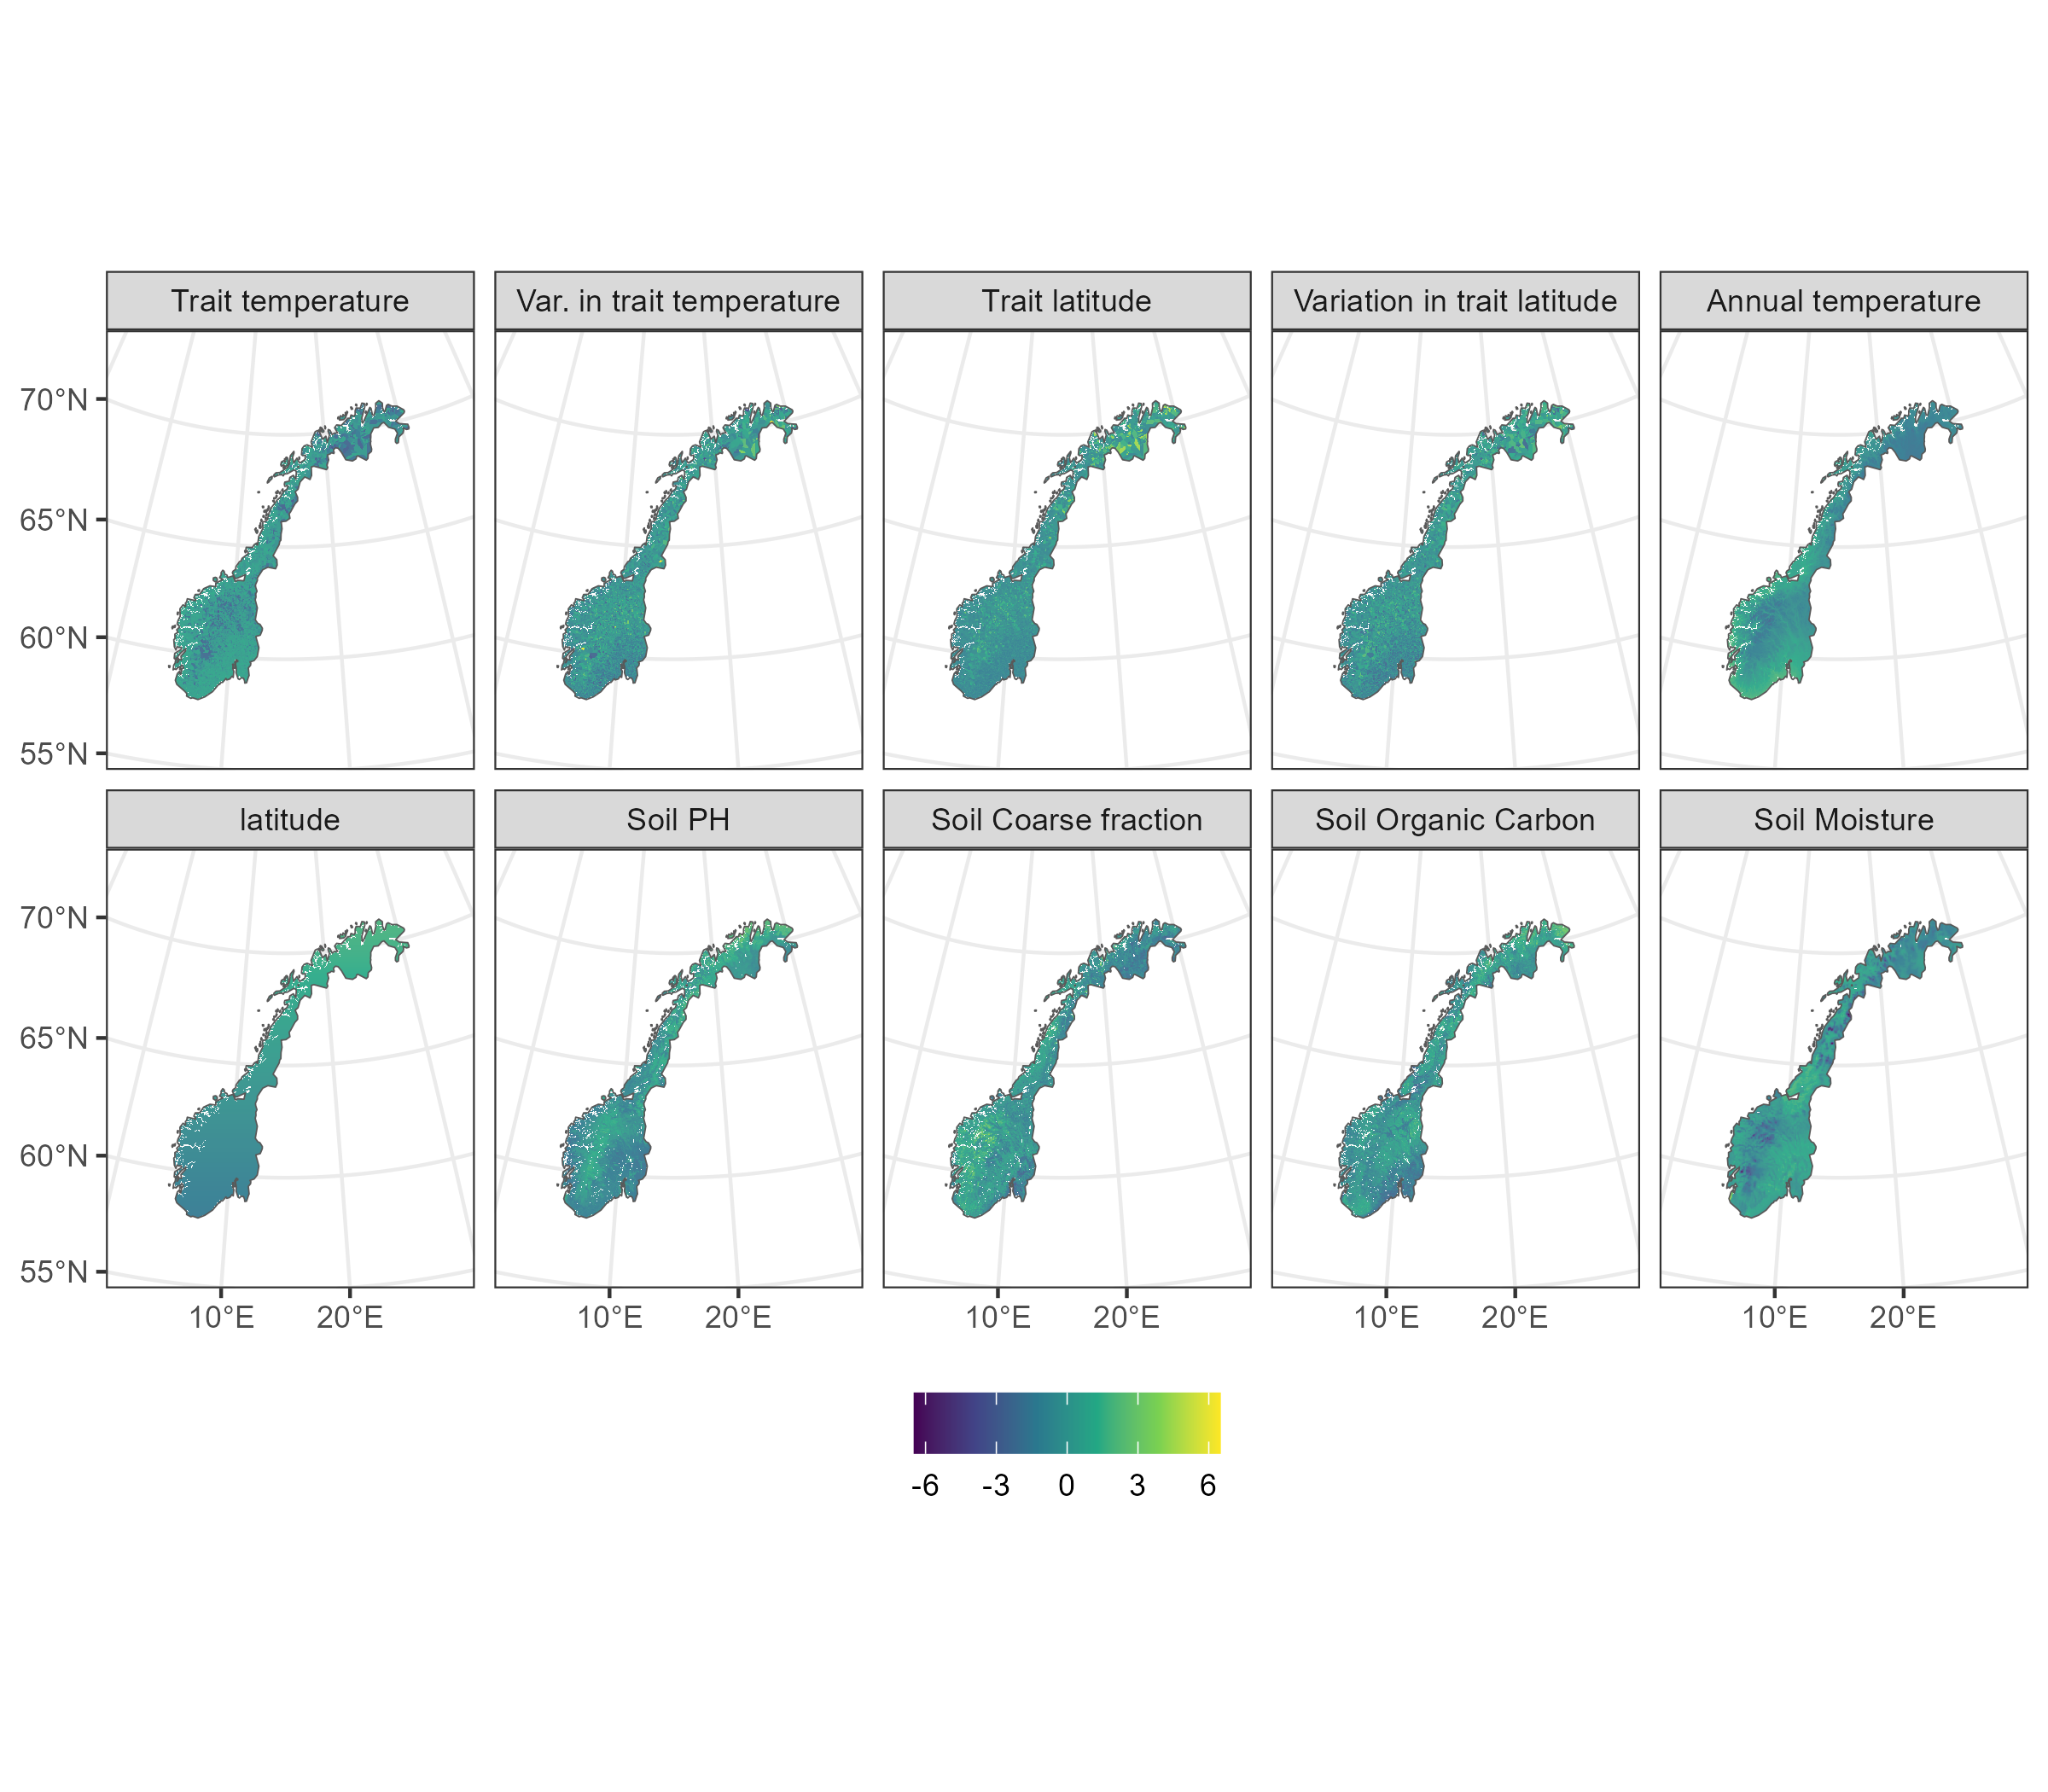 Trait temperature
Var. in trait temperature
Trait latitude
Variation in trait latitude
Annual temperature
70°N
65°N
60°N
55°N
latitude
Soil PH
Soil Coarse fraction
Soil Organic Carbon
Soil Moisture
70°N
65°N
60°N
55°N
10°E 20°E 10°E 20°E 10°E 20°E 10°E 20°E 10°E 20°E
-6 -3 0 3 6